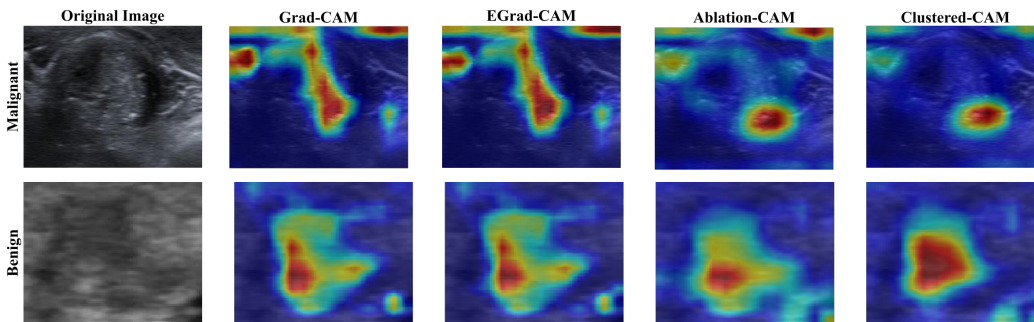 Original Image Grad-CAM EGrad-CAM Ablation-CAM Clustered-CAM
Malignant
Benign